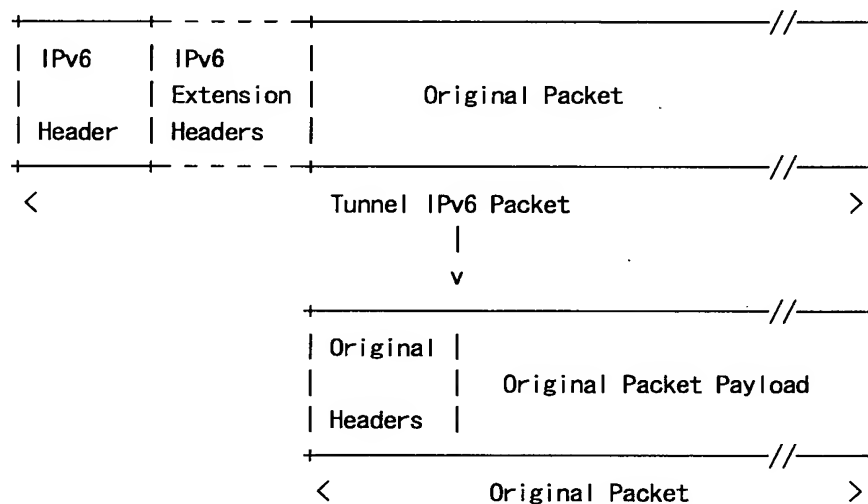 +---------+- - - - - -+-------------------------//------+
| IPv6 | IPv6 |
| | Extension | Original Packet
| Header | Headers |
+---------+- - - - - -+-------------------------//------+
< Tunnel IPv6 Packet >
|
v
+-----------------------------//------+
| Original |
| | Original Packet Payload
| Headers |
+-----------------------------//------+
< Original Packet >